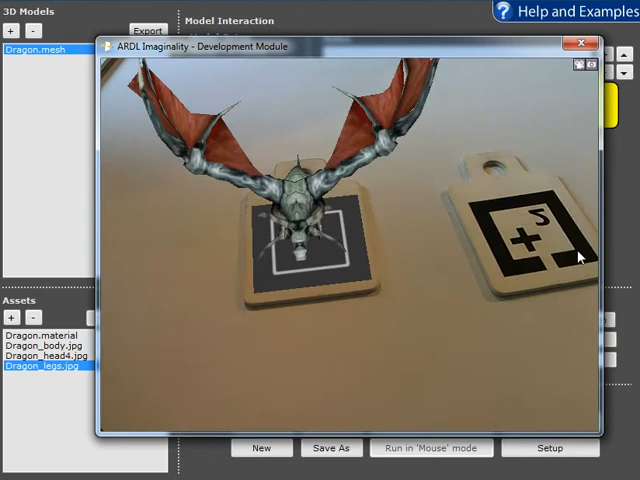 3D Models
+ -
Export
Dragon.mesh
Model Interaction
Help and Examples
ARDL Imaginality - Development Module
5
+
Assets
+ -
Dragon.material
Dragon_body.jpg
Dragon_head4.jpg
Dragon_legs.jpg
New
Save As
Run in 'Mouse' mode
Setup